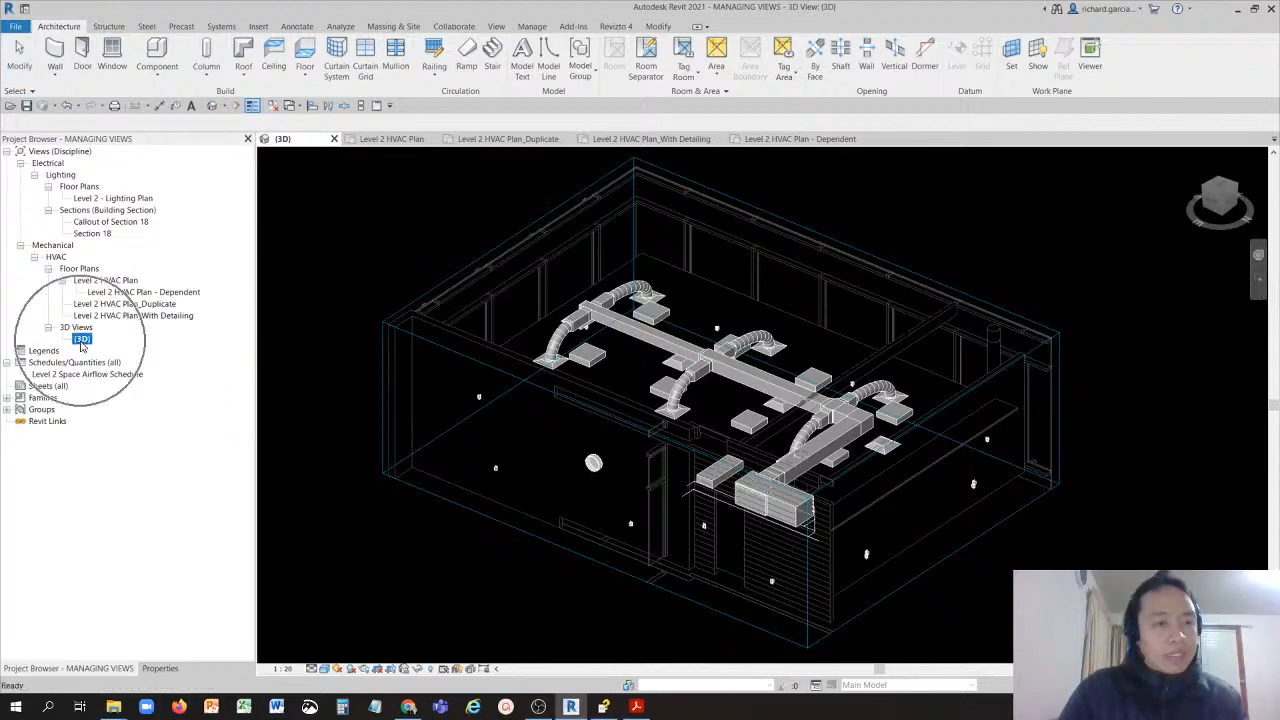 Autodesk Revit 2021 - MANAGING VIEWS - 3D View: {3D}
richard.garcia...
File Architecture Structure Steel Precast Systems Insert Annotate Analyze Massing & Site Collaborate View Manage Add-Ins Revizto 4 Modify
Modify Wall Door Window Component Column Roof Ceiling Floor Curtain System Curtain Grid Mullion Railing Ramp Stair Model Text Model Line Model Group Room Room Separator Tag Room Area Area Boundary Tag Area By Face Shaft Wall Vertical Dormer Level Grid Set Show Ref Plane Viewer
Select Build Circulation Model Room & Area Opening Datum Work Plane
Project Browser - MANAGING VIEWS
{3D} Level 2 HVAC Plan Level 2 HVAC Plan_Duplicate Level 2 HVAC Plan_With Detailing Level 2 HVAC Plan - Dependent
Views (Discipline)
Electrical
Lighting
Floor Plans
Level 2 - Lighting Plan
Sections (Building Section)
Callout of Section 18
Section 18
Mechanical
HVAC
Floor Plans
Level 2 HVAC Plan
Level 2 HVAC Plan - Dependent
Level 2 HVAC Plan_Duplicate
Level 2 HVAC Plan_With Detailing
3D Views
{3D}
Legends
Schedules/Quantities (all)
Level 2 Space Airflow Schedule
Sheets (all)
Families
Groups
Revit Links
Project Browser - MANAGING VIEWS Properties
1 : 20
Ready
:0
Main Model